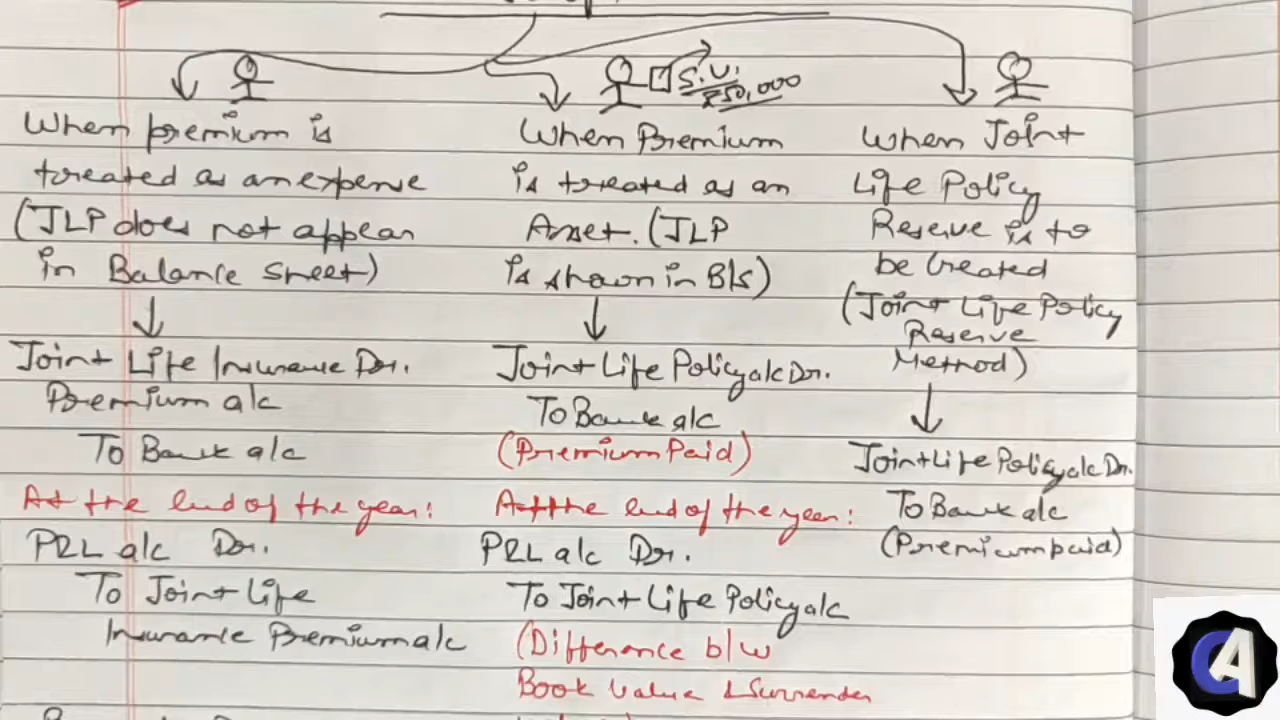 S.V.
₹50,000
When premium is
treated as an expense
(JLP does not appear
in Balance Sheet)
Joint Life Insurance Dr.
Premium a/c
To Bank a/c
At the end of the year:
P&L a/c Dr.
To Joint Life
Insurance Premium a/c
When Premium
is treated as an
Asset. (JLP
is shown in B/s)
Joint Life Policy a/c Dr.
To Bank a/c
(Premium Paid)
At the end of the year:
P&L a/c Dr.
To Joint Life Policy a/c
(Difference b/w
Book Value & Surrender
When Joint
Life Policy
Reserve is to
be Created
(Joint Life Policy
Reserve
Method)
Joint Life Policy a/c Dr.
To Bank a/c
(Premium paid)
CA